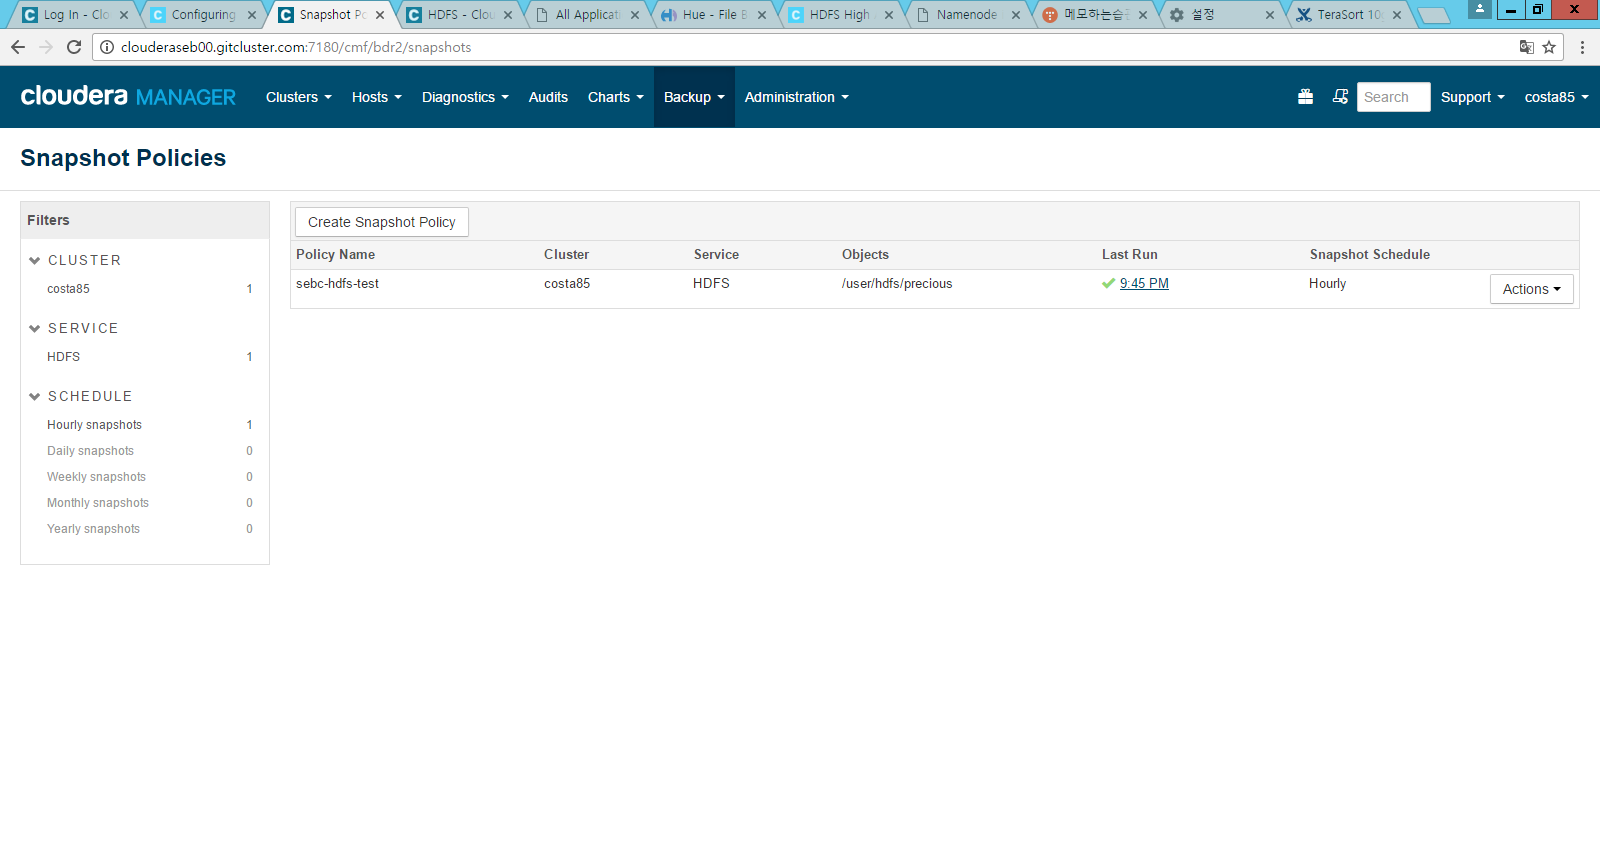 Log In - Clo
Configuring
Snapshot Po
HDFS - Clou
All Applicati
Hue - File B
HDFS High
Namenode
메모하는습
설정
TeraSort 10
clouderaseb00.gitcluster.com:7180/cmf/bdr2/snapshots
cloudera MANAGER
Clusters
Hosts
Diagnostics
Audits
Charts
Backup
Administration
Search
Support
costa85
Snapshot Policies
Filters
CLUSTER
costa85 1
SERVICE
HDFS 1
SCHEDULE
Hourly snapshots 1
Daily snapshots 0
Weekly snapshots 0
Monthly snapshots 0
Yearly snapshots 0
Create Snapshot Policy
Policy Name Cluster Service Objects Last Run Snapshot Schedule
sebc-hdfs-test costa85 HDFS /user/hdfs/precious 9:45 PM Hourly Actions